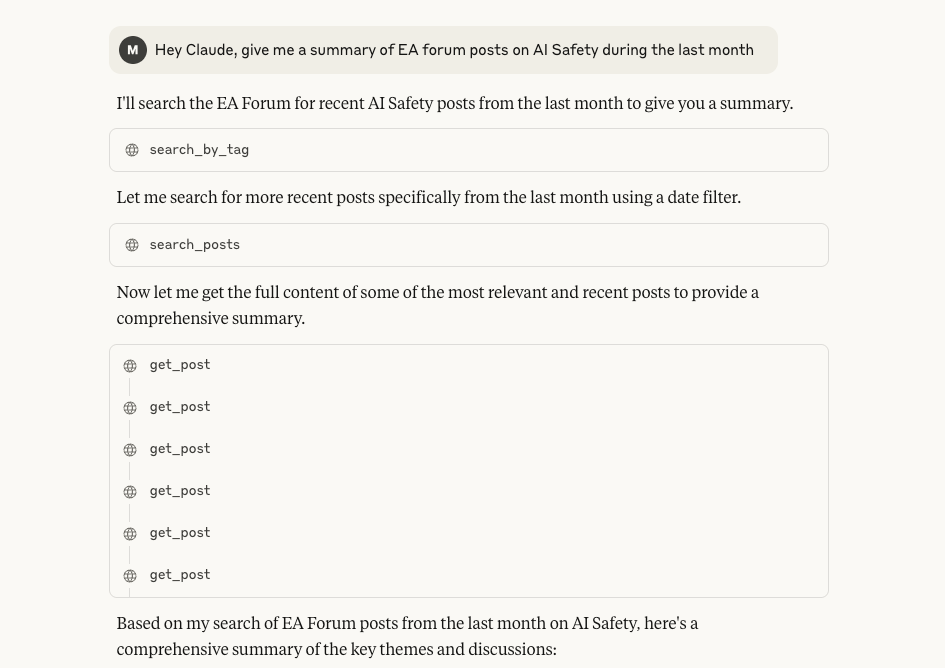 M Hey Claude, give me a summary of EA forum posts on AI Safety during the last month
I'll search the EA Forum for recent AI Safety posts from the last month to give you a summary.
search_by_tag
Let me search for more recent posts specifically from the last month using a date filter.
search_posts
Now let me get the full content of some of the most relevant and recent posts to provide a
comprehensive summary.
get_post
get_post
get_post
get_post
get_post
get_post
Based on my search of EA Forum posts from the last month on AI Safety, here's a
comprehensive summary of the key themes and discussions: